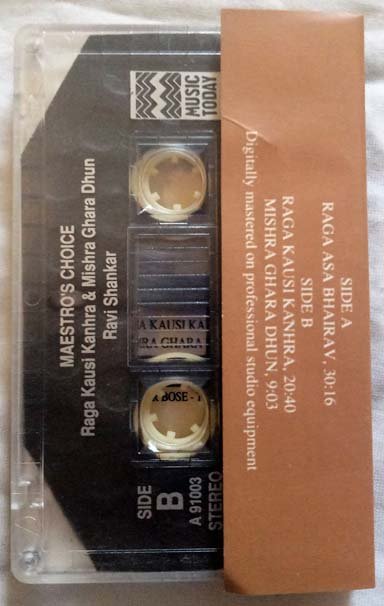 MUSIC
TODAY
MAESTRO'S CHOICE
Raga Kausi Kanhra & Mishra Ghara Dhun
Ravi Shankar
A KAUSI KA
RA GHARA
BOSE -
SIDE
B
A 91003
STEREO
SIDE A
RAGA ASA BHAIRAV, 30:16
SIDE B
RAGA KAUSI KANHRA, 20:40
MISHRA GHARA DHUN, 9:03
Digitally mastered on professional studio equipment